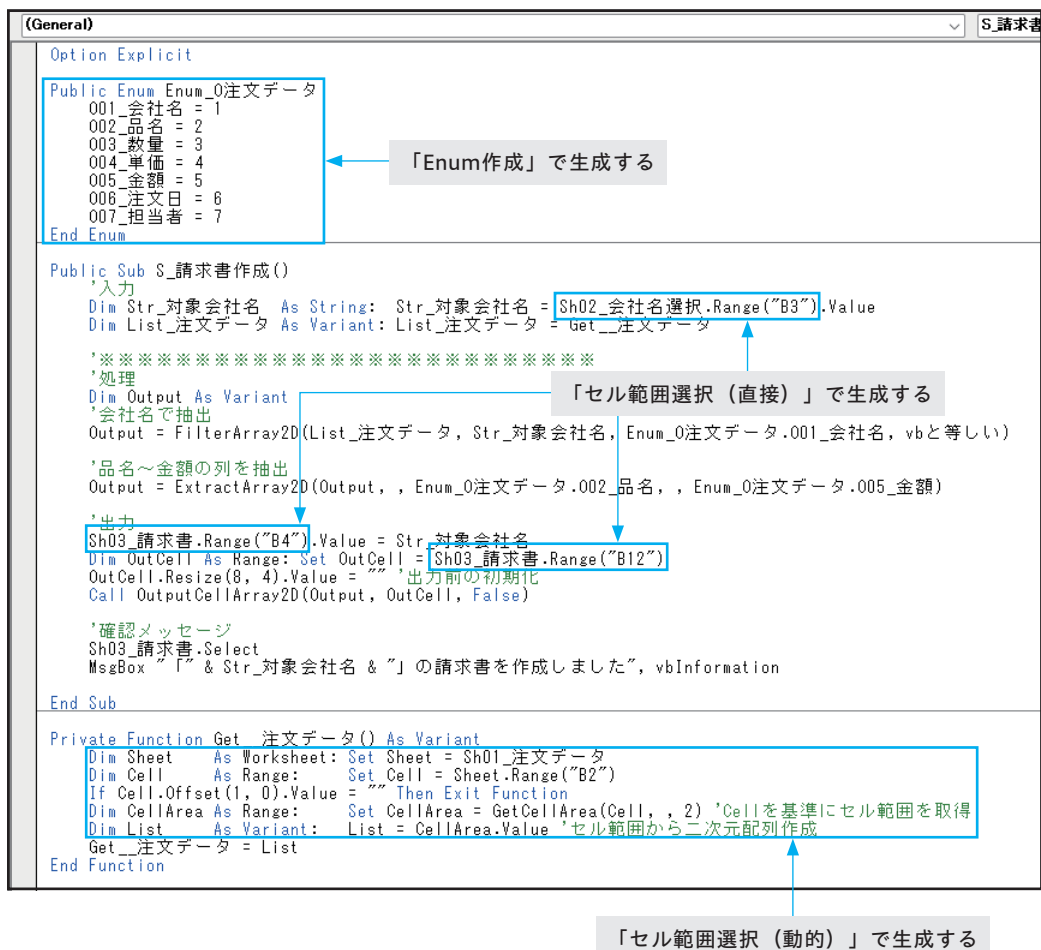 (General)
S_請求書
Option Explicit
Public Enum Enum_O注文データ
    O01_会社名 = 1
    O02_品名 = 2
    O03_数量 = 3
    O04_単価 = 4
    O05_金額 = 5
    O06_注文日 = 6
    O07_担当者 = 7
End Enum
「Enum作成」で生成する
Public Sub S_請求書作成()
    '入力
    Dim Str_対象会社名  As String:  Str_対象会社名 = Sh02_会社名選択.Range("B3").Value
    Dim List_注文データ As Variant: List_注文データ = Get__注文データ
    '※※※※※※※※※※※※※※※※※※※※※※※※※※
    '処理
    Dim Output As Variant
「セル範囲選択（直接）」で生成する
    '会社名で抽出
    Output = FilterArray2D(List_注文データ, Str_対象会社名, Enum_O注文データ.O01_会社名, vbと等しい)
    '品名～金額の列を抽出
    Output = ExtractArray2D(Output, , Enum_O注文データ.O02_品名, , Enum_O注文データ.O05_金額)
    '出力
    Sh03_請求書.Range("B4").Value = Str_対象会社名
    Dim OutCell As Range: Set OutCell = Sh03_請求書.Range("B12")
    OutCell.Resize(8, 4).Value = "" '出力前の初期化
    Call OutputCellArray2D(Output, OutCell, False)
    '確認メッセージ
    Sh03_請求書.Select
    MsgBox "「" & Str_対象会社名 & "」の請求書を作成しました", vbInformation
End Sub
Private Function Get__注文データ() As Variant
    Dim Sheet    As Worksheet: Set Sheet = Sh01_注文データ
    Dim Cell     As Range:     Set Cell = Sheet.Range("B2")
    If Cell.Offset(1, 0).Value = "" Then Exit Function
    Dim CellArea As Range:     Set CellArea = GetCellArea(Cell, , 2) 'Cellを基準にセル範囲を取得
    Dim List     As Variant:   List = CellArea.Value 'セル範囲から二次元配列作成
    Get__注文データ = List
End Function
「セル範囲選択（動的）」で生成する